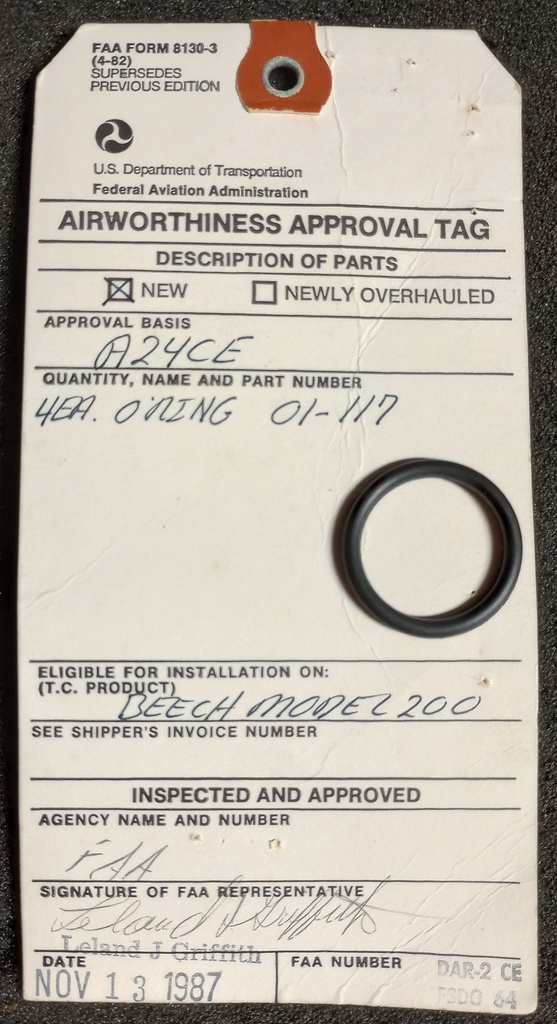 FAA FORM 8130-3
(4-82)
SUPERSEDES
PREVIOUS EDITION
U.S. Department of Transportation
Federal Aviation Administration
AIRWORTHINESS APPROVAL TAG
DESCRIPTION OF PARTS
NEW NEWLY OVERHAULED
APPROVAL BASIS
A24CE
QUANTITY, NAME AND PART NUMBER
4EA. O'RING 01-117
ELIGIBLE FOR INSTALLATION ON:
(T.C. PRODUCT)
BEECH MODEL 200
SEE SHIPPER'S INVOICE NUMBER
INSPECTED AND APPROVED
AGENCY NAME AND NUMBER
FAA
SIGNATURE OF FAA REPRESENTATIVE
Leland J Griffith
Leland J Griffith
DATE FAA NUMBER
NOV 13 1987
DAR-2 CE
FSDO 64